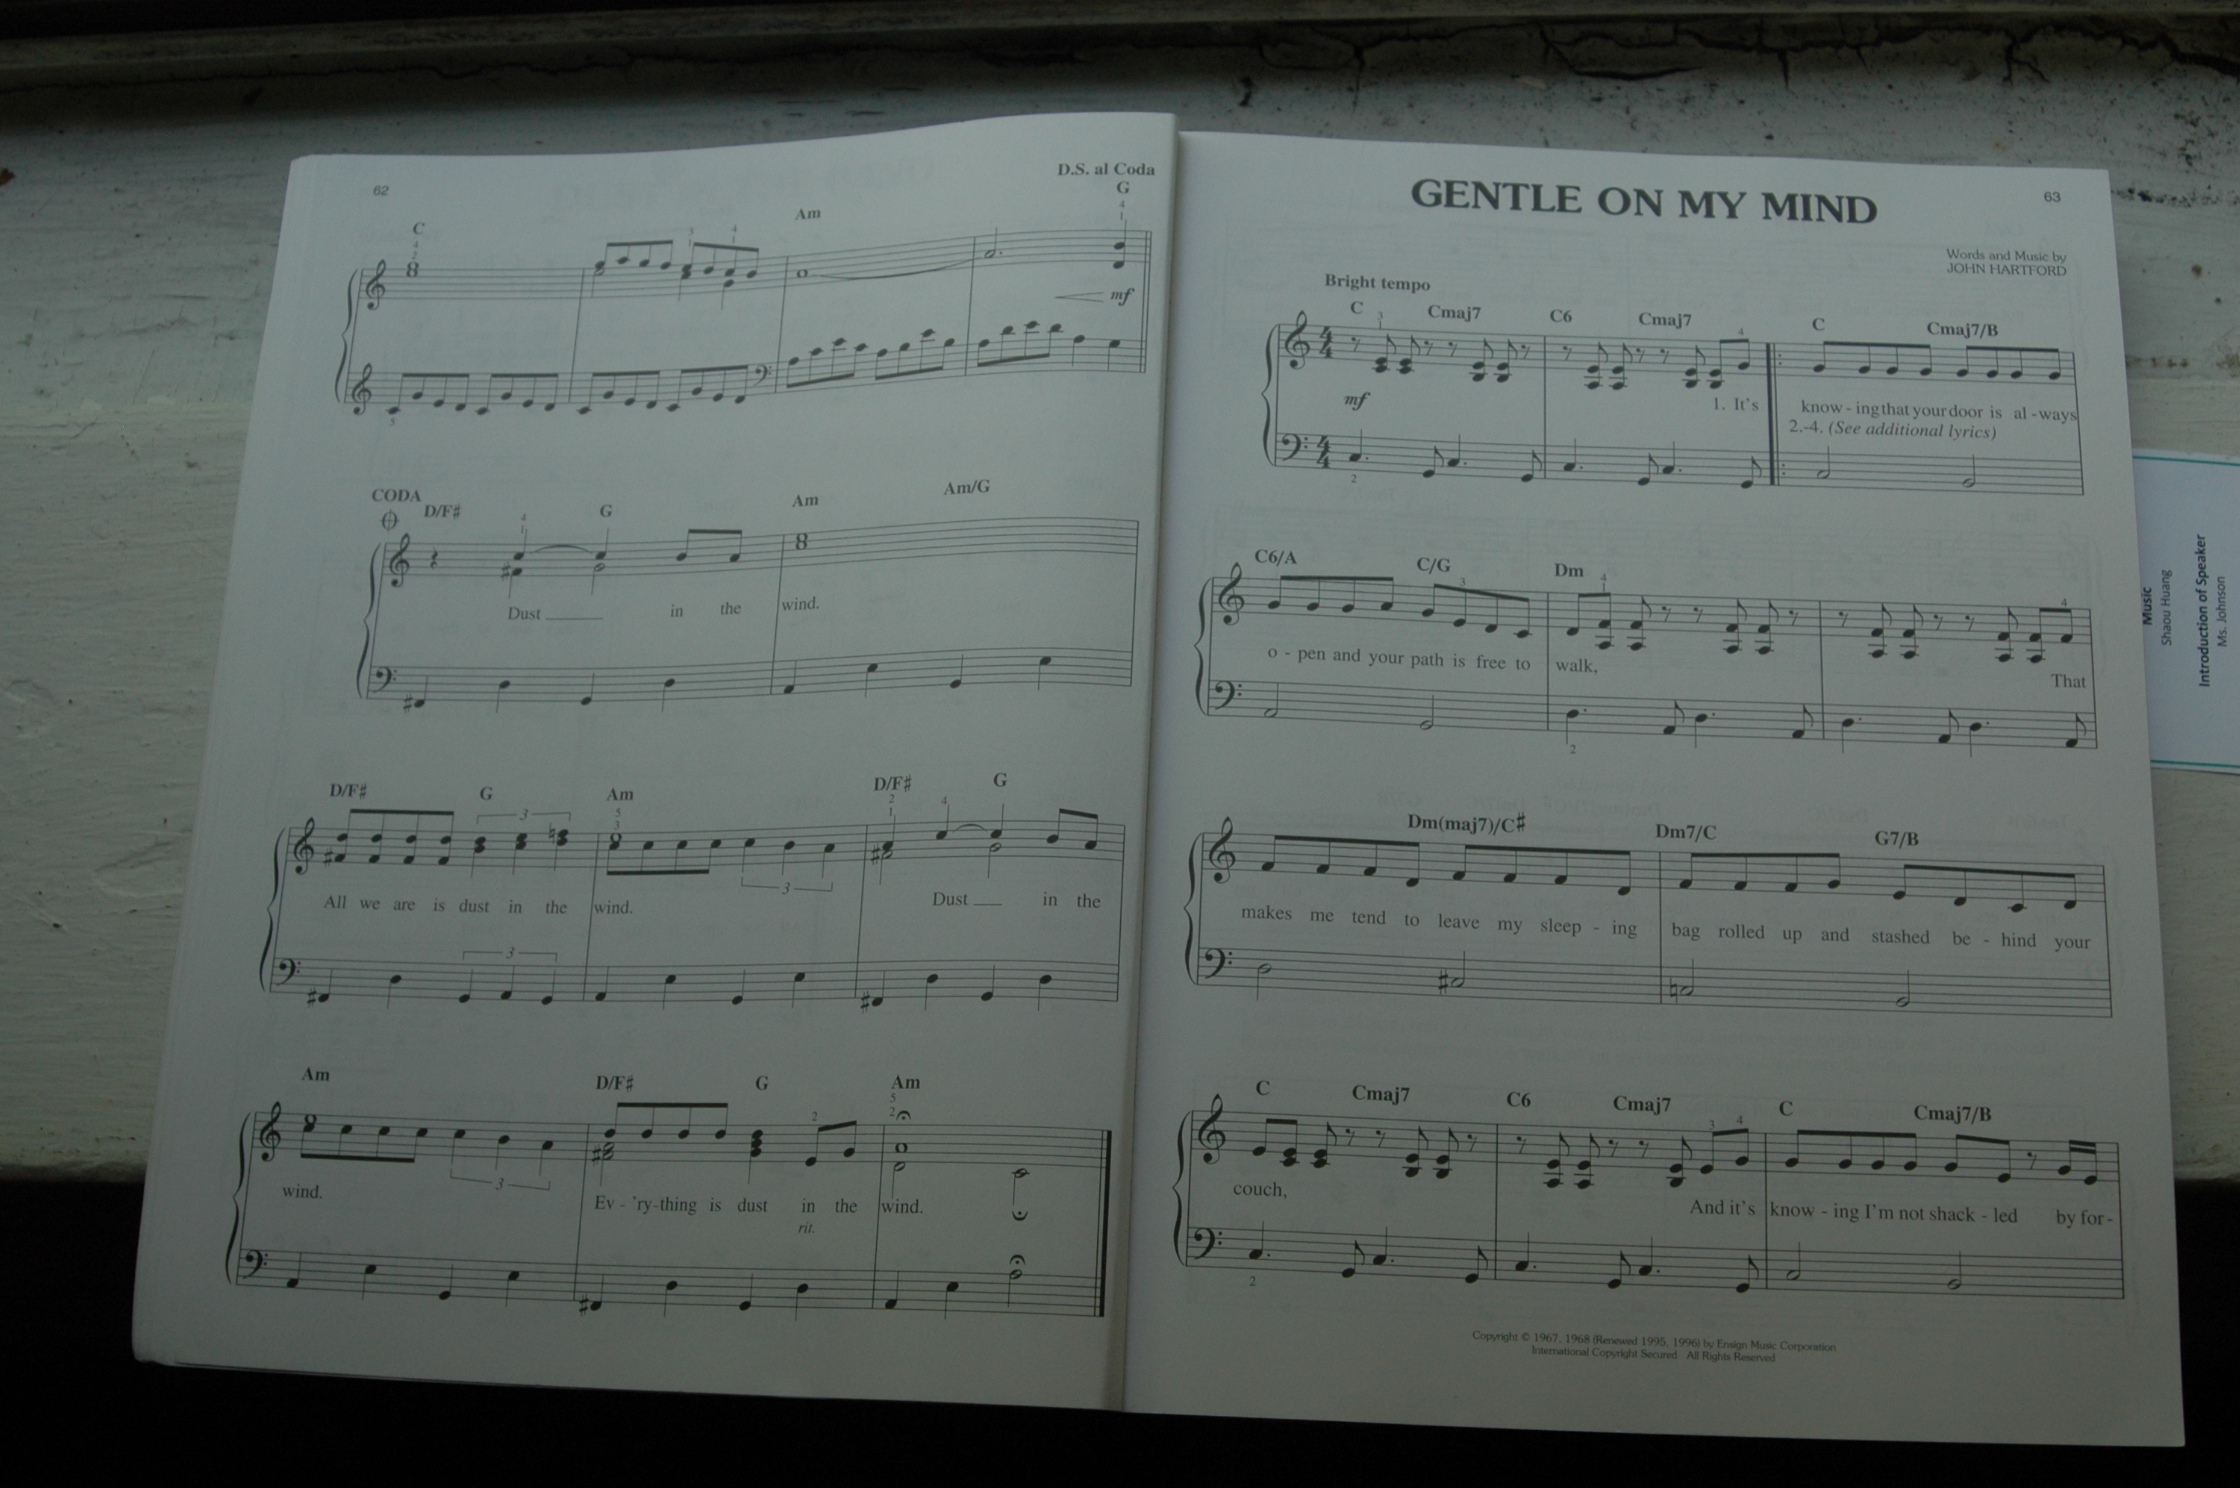 62
D.S. al Coda
C Am G
mf
CODA
D/F# G Am Am/G
Dust in the wind.
D/F# G Am D/F# G
3
All we are is dust in the wind. Dust in the
3
3
Am D/F# G Am
3
wind. Ev - 'ry-thing is dust in the wind.
rit.
GENTLE ON MY MIND
63
Words and Music by
JOHN HARTFORD
Bright tempo
C Cmaj7 C6 Cmaj7 C Cmaj7/B
mf
1. It's know - ing that your door is al - ways
2.-4. (See additional lyrics)
C6/A C/G Dm
o - pen and your path is free to walk, That
Dm(maj7)/C# Dm7/C G7/B
makes me tend to leave my sleep - ing bag rolled up and stashed be - hind your
C Cmaj7 C6 Cmaj7 C Cmaj7/B
couch, And it's know - ing I'm not shack - led by for-
Copyright © 1967, 1968 (Renewed 1995, 1996) by Ensign Music Corporation
International Copyright Secured All Rights Reserved
Music
Shaou Huang
Introduction of Speaker
Ms. Johnson